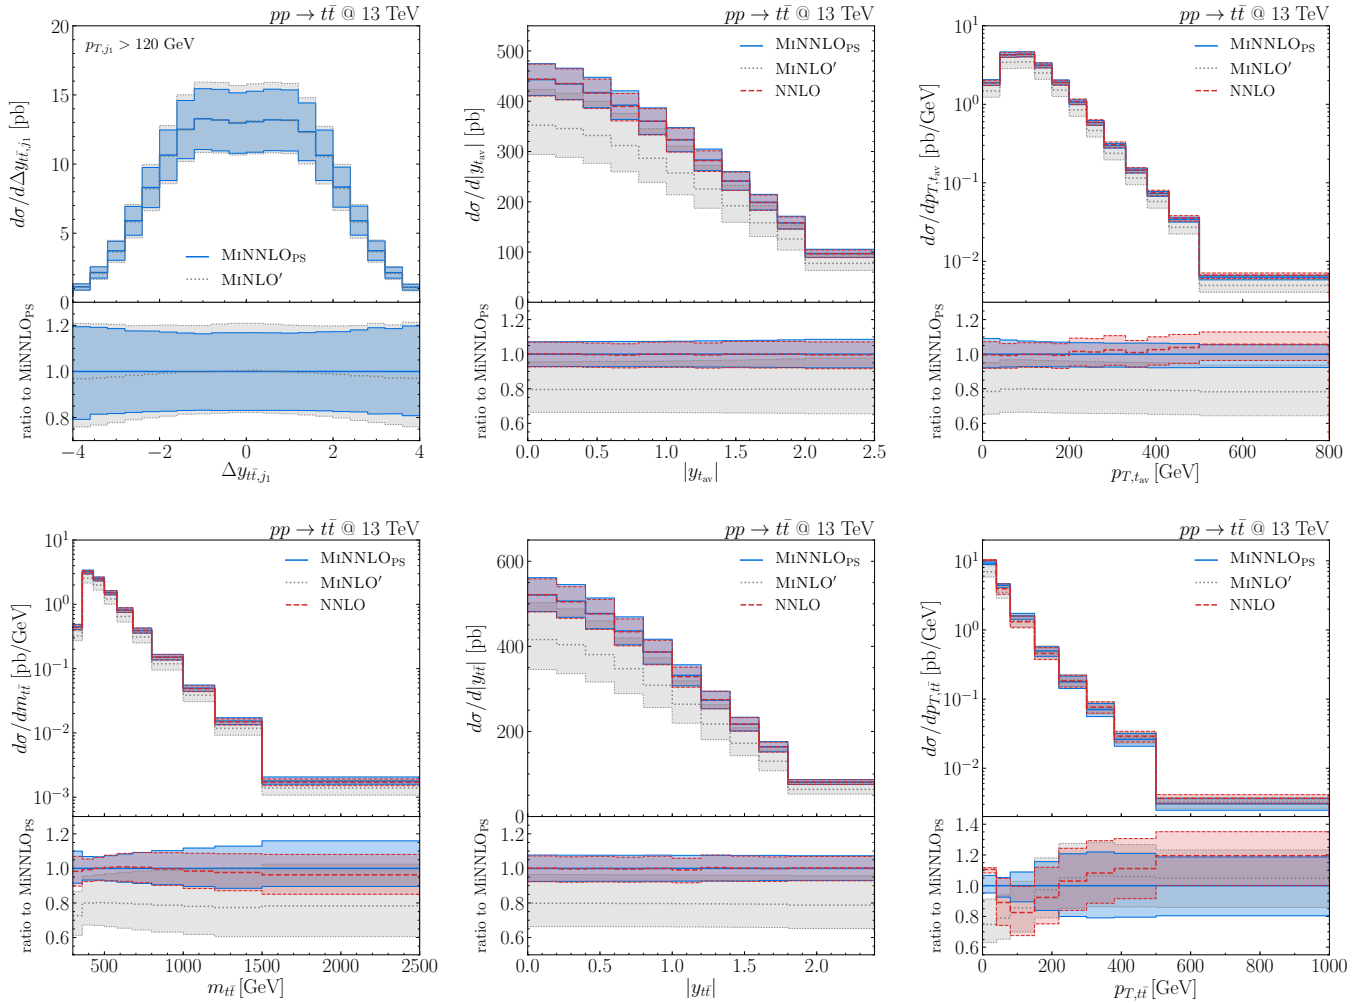 pp → tt̄ @ 13 TeV
p_{T,j_1} > 120 GeV
dσ/dΔy_{tt̄,j_1} [pb]
20
15
10
5
0
MiNNLO_PS
MiNLO′
ratio to MiNNLO_PS
1.2
1.0
0.8
−4 −2 0 2 4
Δy_{tt̄,j_1}
pp → tt̄ @ 13 TeV
dσ/d|y_{t_av}| [pb]
500
400
300
200
100
0
MiNNLO_PS
MiNLO′
NNLO
ratio to MiNNLO_PS
1.2
1.0
0.8
0.6
0.0 0.5 1.0 1.5 2.0 2.5
|y_{t_av}|
pp → tt̄ @ 13 TeV
dσ/dp_{T,t_av} [pb/GeV]
10^1
10^0
10^−1
10^−2
MiNNLO_PS
MiNLO′
NNLO
ratio to MiNNLO_PS
1.2
1.0
0.8
0.6
0 200 400 600 800
p_{T,t_av} [GeV]
pp → tt̄ @ 13 TeV
dσ/dm_{tt̄} [pb/GeV]
10^1
10^0
10^−1
10^−2
10^−3
MiNNLO_PS
MiNLO′
NNLO
ratio to MiNNLO_PS
1.2
1.0
0.8
0.6
500 1000 1500 2000 2500
m_{tt̄} [GeV]
pp → tt̄ @ 13 TeV
dσ/d|y_{tt̄}| [pb]
600
400
200
0
MiNNLO_PS
MiNLO′
NNLO
ratio to MiNNLO_PS
1.2
1.0
0.8
0.6
0.0 0.5 1.0 1.5 2.0
|y_{tt̄}|
pp → tt̄ @ 13 TeV
dσ/dp_{T,tt̄} [pb/GeV]
10^1
10^0
10^−1
10^−2
MiNNLO_PS
MiNLO′
NNLO
ratio to MiNNLO_PS
1.4
1.2
1.0
0.8
0.6
0 200 400 600 800 1000
p_{T,tt̄} [GeV]